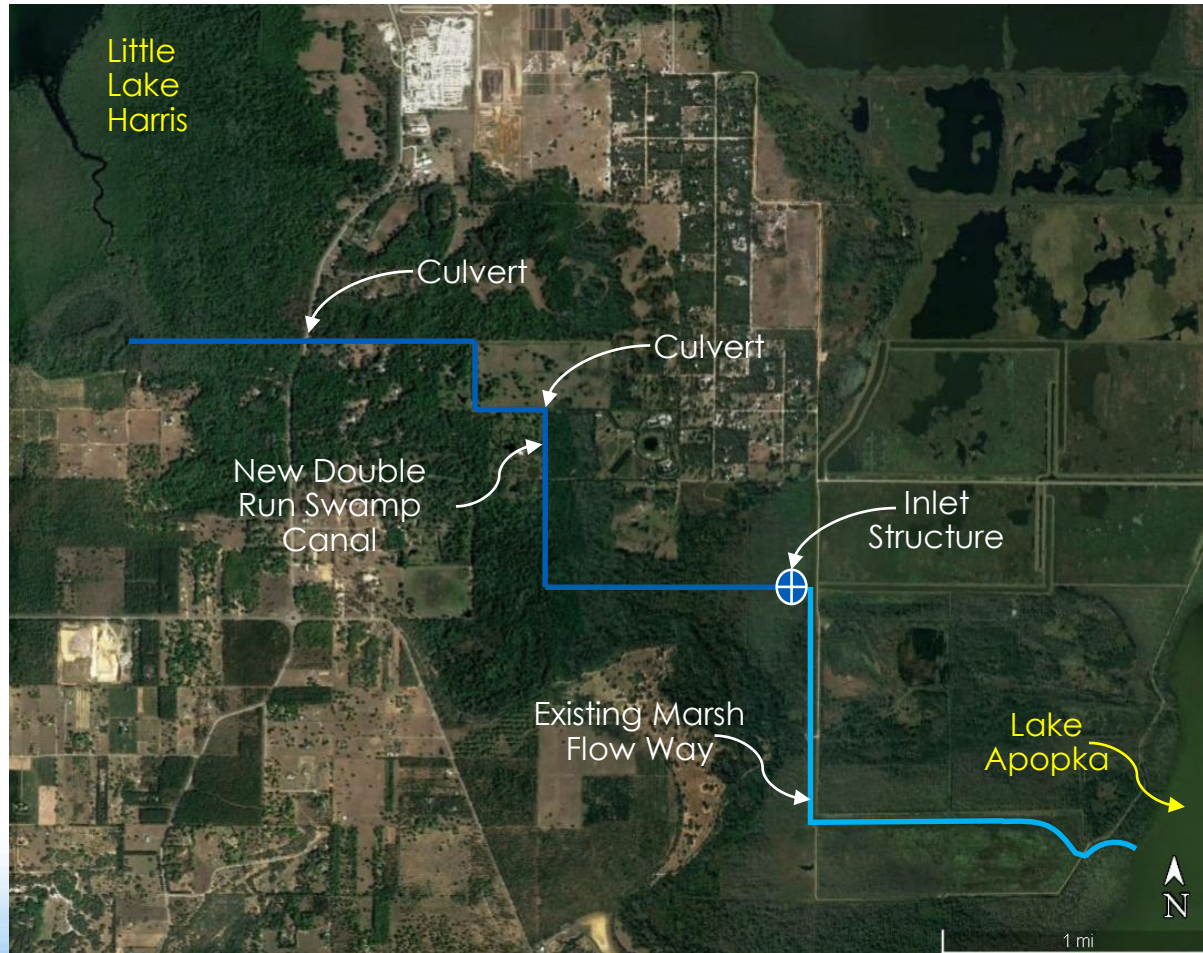 Little
Lake
Harris
Culvert
Culvert
New Double
Run Swamp
Canal
Inlet
Structure
Existing Marsh
Flow Way
Lake
Apopka
N
1 mi